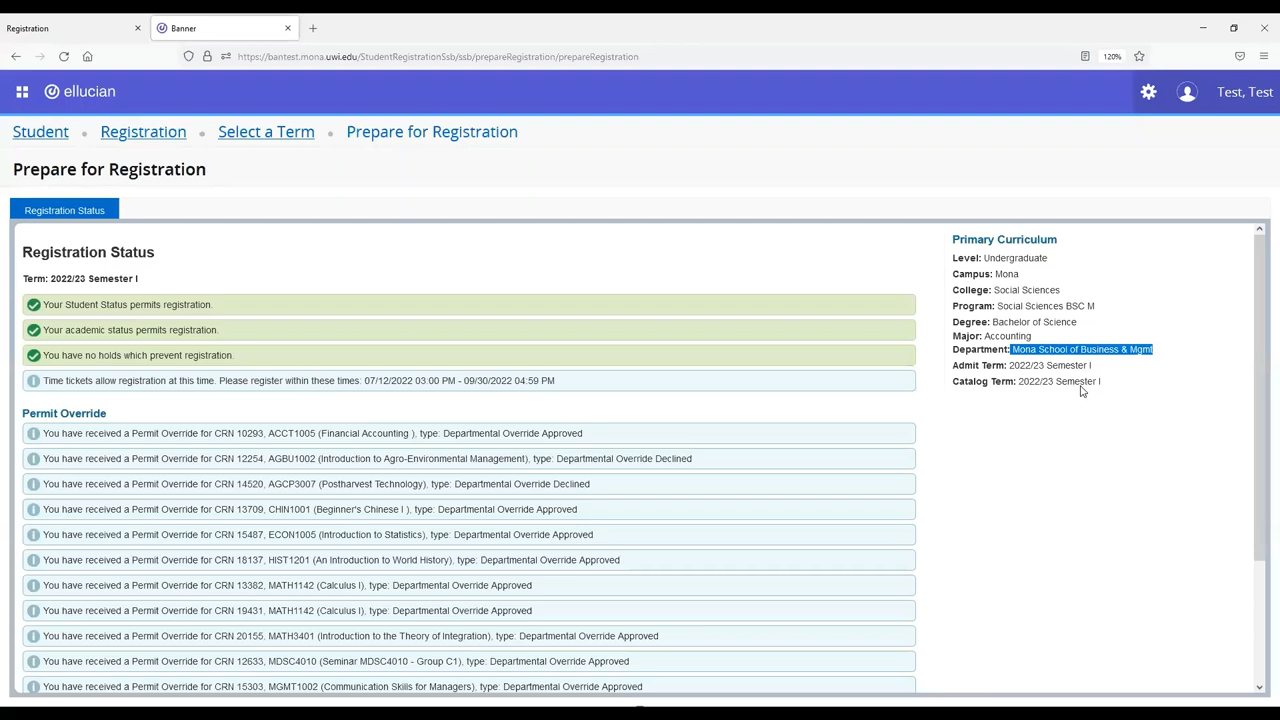 Registration
Banner
https://bantest.mona.uwi.edu/StudentRegistrationSsb/ssb/prepareRegistration/prepareRegistration
120%
ellucian
Test, Test
Student
Registration
Select a Term
Prepare for Registration
Prepare for Registration
Registration Status
Registration Status
Term: 2022/23 Semester I
Your Student Status permits registration.
Your academic status permits registration.
You have no holds which prevent registration.
Time tickets allow registration at this time. Please register within these times: 07/12/2022 03:00 PM - 09/30/2022 04:59 PM
Permit Override
You have received a Permit Override for CRN 10293, ACCT1005 (Financial Accounting ), type: Departmental Override Approved
You have received a Permit Override for CRN 12254, AGBU1002 (Introduction to Agro-Environmental Management), type: Departmental Override Declined
You have received a Permit Override for CRN 14520, AGCP3007 (Postharvest Technology), type: Departmental Override Declined
You have received a Permit Override for CRN 13709, CHIN1001 (Beginner's Chinese I ), type: Departmental Override Approved
You have received a Permit Override for CRN 15487, ECON1005 (Introduction to Statistics), type: Departmental Override Approved
You have received a Permit Override for CRN 18137, HIST1201 (An Introduction to World History), type: Departmental Override Approved
You have received a Permit Override for CRN 13382, MATH1142 (Calculus I), type: Departmental Override Approved
You have received a Permit Override for CRN 19431, MATH1142 (Calculus I), type: Departmental Override Approved
You have received a Permit Override for CRN 20155, MATH3401 (Introduction to the Theory of Integration), type: Departmental Override Approved
You have received a Permit Override for CRN 12633, MDSC4010 (Seminar MDSC4010 - Group C1), type: Departmental Override Approved
You have received a Permit Override for CRN 15303, MGMT1002 (Communication Skills for Managers), type: Departmental Override Approved
Primary Curriculum
Level: Undergraduate
Campus: Mona
College: Social Sciences
Program: Social Sciences BSC M
Degree: Bachelor of Science
Major: Accounting
Department: Mona School of Business & Mgmt
Admit Term: 2022/23 Semester I
Catalog Term: 2022/23 Semester I